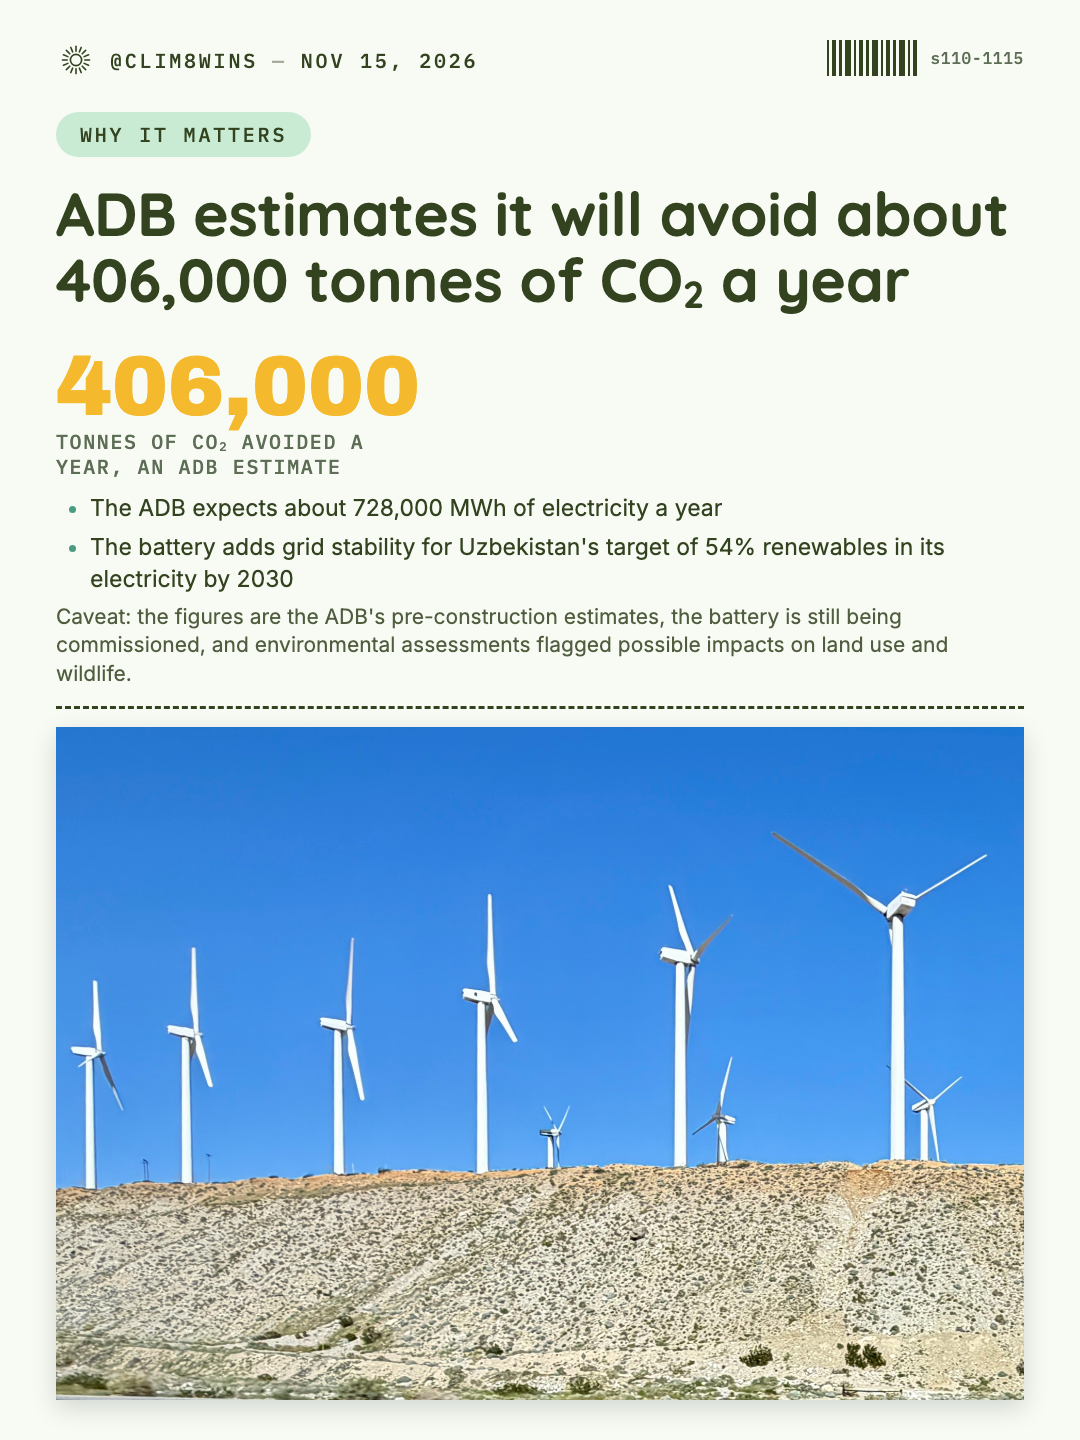 @CLIM8WINS — NOV 15, 2026
s110-1115
WHY IT MATTERS
ADB estimates it will avoid about
406,000 tonnes of CO₂ a year
406,000
TONNES OF CO₂ AVOIDED A
YEAR, AN ADB ESTIMATE
• The ADB expects about 728,000 MWh of electricity a year
• The battery adds grid stability for Uzbekistan's target of 54% renewables in its
electricity by 2030
Caveat: the figures are the ADB's pre-construction estimates, the battery is still being
commissioned, and environmental assessments flagged possible impacts on land use and
wildlife.